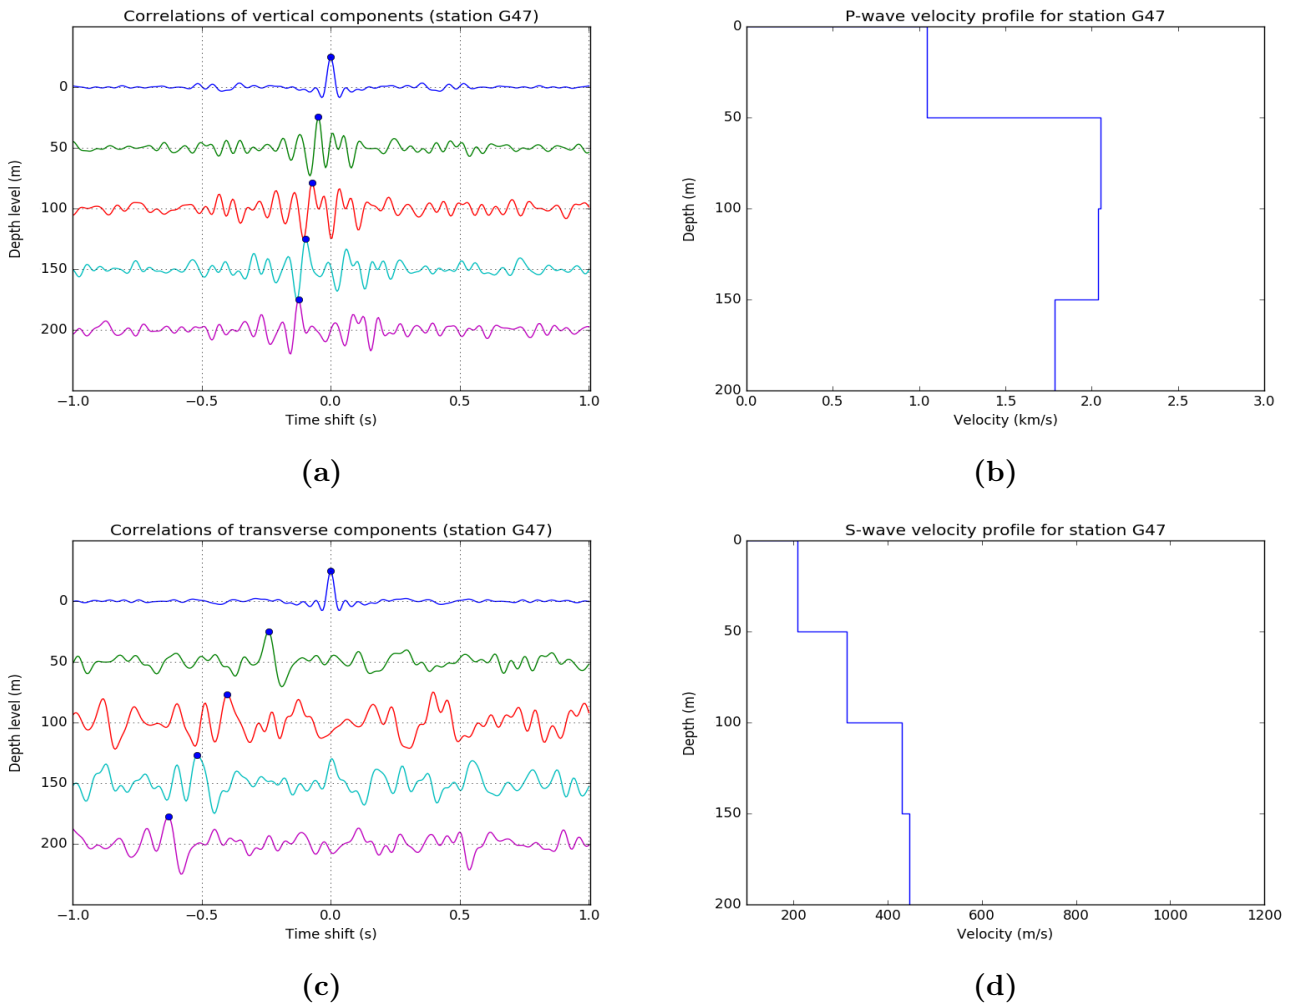 Correlations of vertical components (station G47)
Depth level (m)
0
50
100
150
200
−1.0 −0.5 0.0 0.5 1.0
Time shift (s)
(a)
P-wave velocity profile for station G47
Depth (m)
0
50
100
150
200
0.0 0.5 1.0 1.5 2.0 2.5 3.0
Velocity (km/s)
(b)
Correlations of transverse components (station G47)
Depth level (m)
0
50
100
150
200
−1.0 −0.5 0.0 0.5 1.0
Time shift (s)
(c)
S-wave velocity profile for station G47
Depth (m)
0
50
100
150
200
200 400 600 800 1000 1200
Velocity (m/s)
(d)